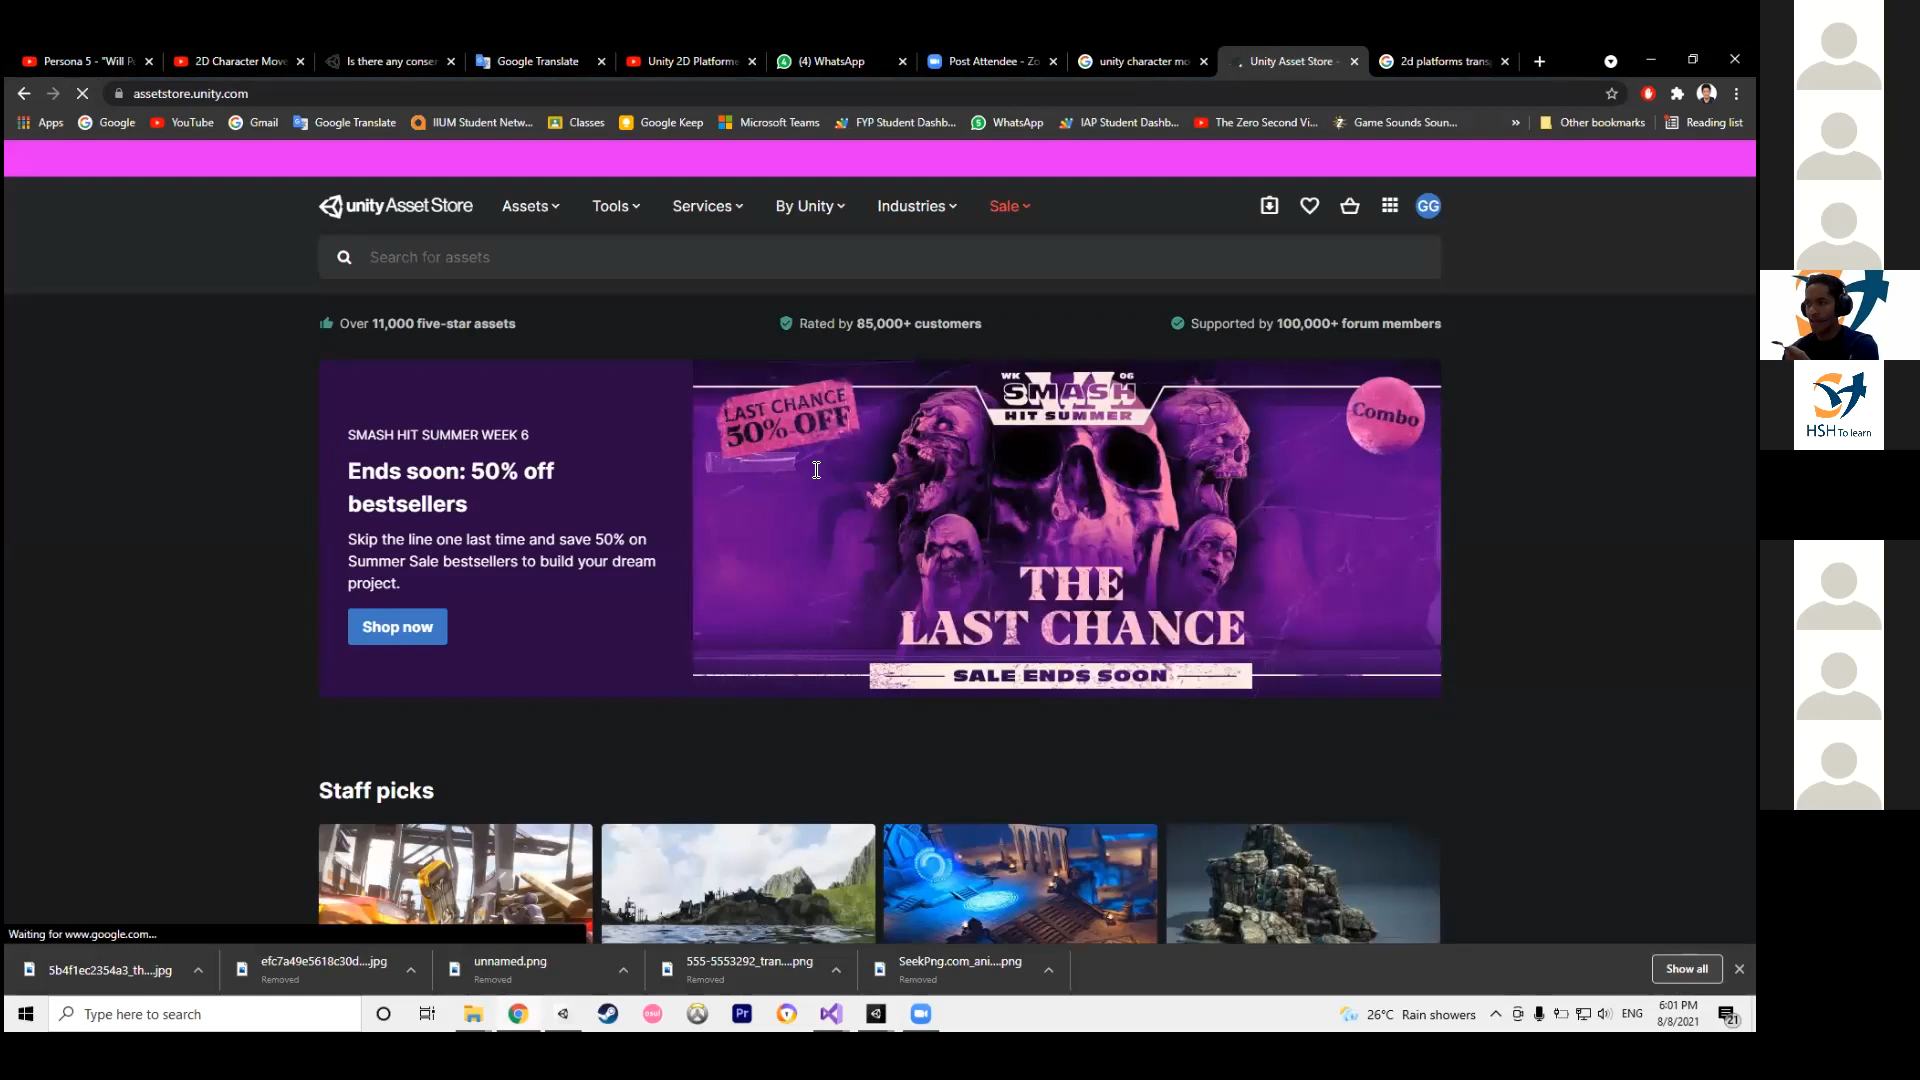 Persona 5 - "Will P
2D Character Move
Is there any conse
Google Translate
Unity 2D Platforme
(4) WhatsApp
Post Attendee - Zo
unity character mo
Unity Asset Store -
2d platforms trans
assetstore.unity.com
Apps
Google
YouTube
Gmail
Google Translate
IIUM Student Netw...
Classes
Google Keep
Microsoft Teams
FYP Student Dashb...
WhatsApp
IAP Student Dashb...
The Zero Second Vi...
Game Sounds Soun...
»
Other bookmarks
Reading list
unity Asset Store
Assets
Tools
Services
By Unity
Industries
Sale
GG
Search for assets
Over 11,000 five-star assets
Rated by 85,000+ customers
Supported by 100,000+ forum members
SMASH HIT SUMMER WEEK 6
Ends soon: 50% off
bestsellers
Skip the line one last time and save 50% on
Summer Sale bestsellers to build your dream
project.
Shop now
LAST CHANCE
50% OFF
WK 06
SMASH
HIT SUMMER
Combo
THE
LAST CHANCE
SALE ENDS SOON
HSH To learn
Staff picks
Waiting for www.google.com...
5b4f1ec2354a3_th....jpg
efc7a49e5618c30d....jpg
Removed
unnamed.png
Removed
555-5553292_tran....png
Removed
SeekPng.com_ani....png
Removed
Show all
Type here to search
osu!
Pr
26°C Rain showers
ENG
6:01 PM
8/8/2021
21